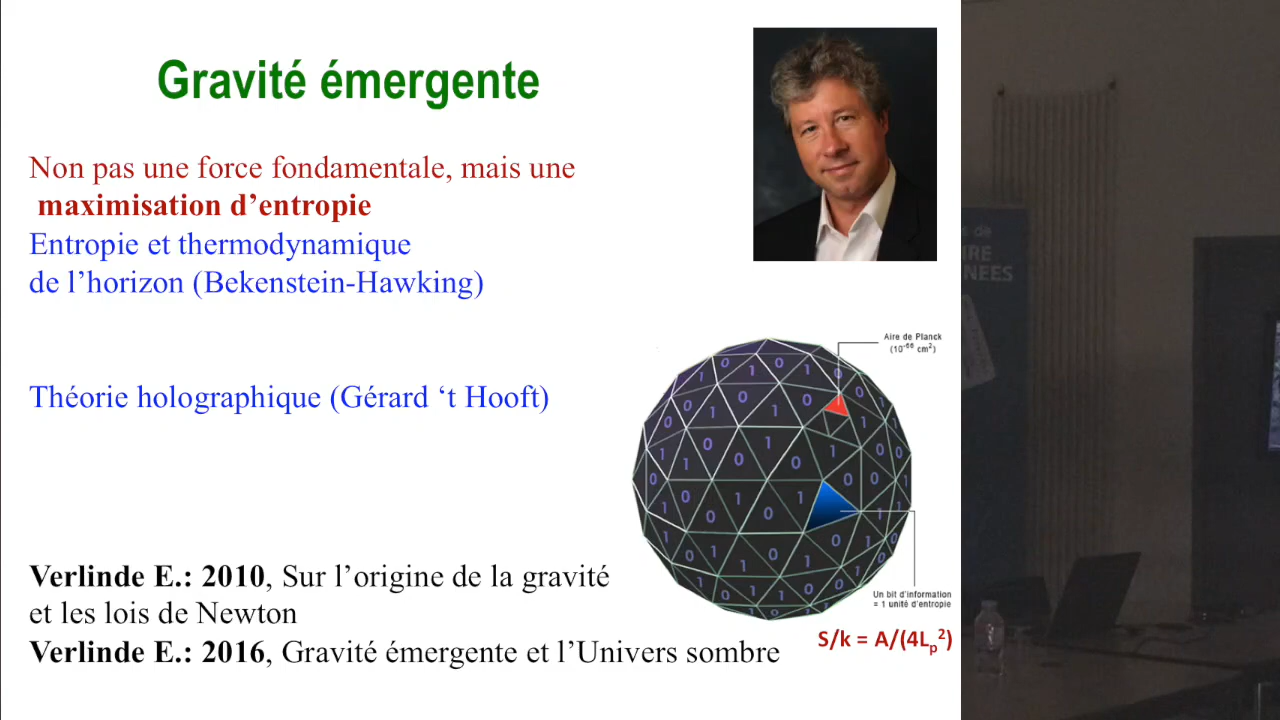 Gravité émergente
Non pas une force fondamentale, mais une
maximisation d’entropie
Entropie et thermodynamique
de l’horizon (Bekenstein-Hawking)
Aire de Planck
(10⁻⁶⁶ cm²)
Théorie holographique (Gérard ‘t Hooft)
Verlinde E.: 2010, Sur l’origine de la gravité
et les lois de Newton
Verlinde E.: 2016, Gravité émergente et l’Univers sombre
Un bit d’information
= 1 unité d’entropie
S/k = A/(4Lₚ²)